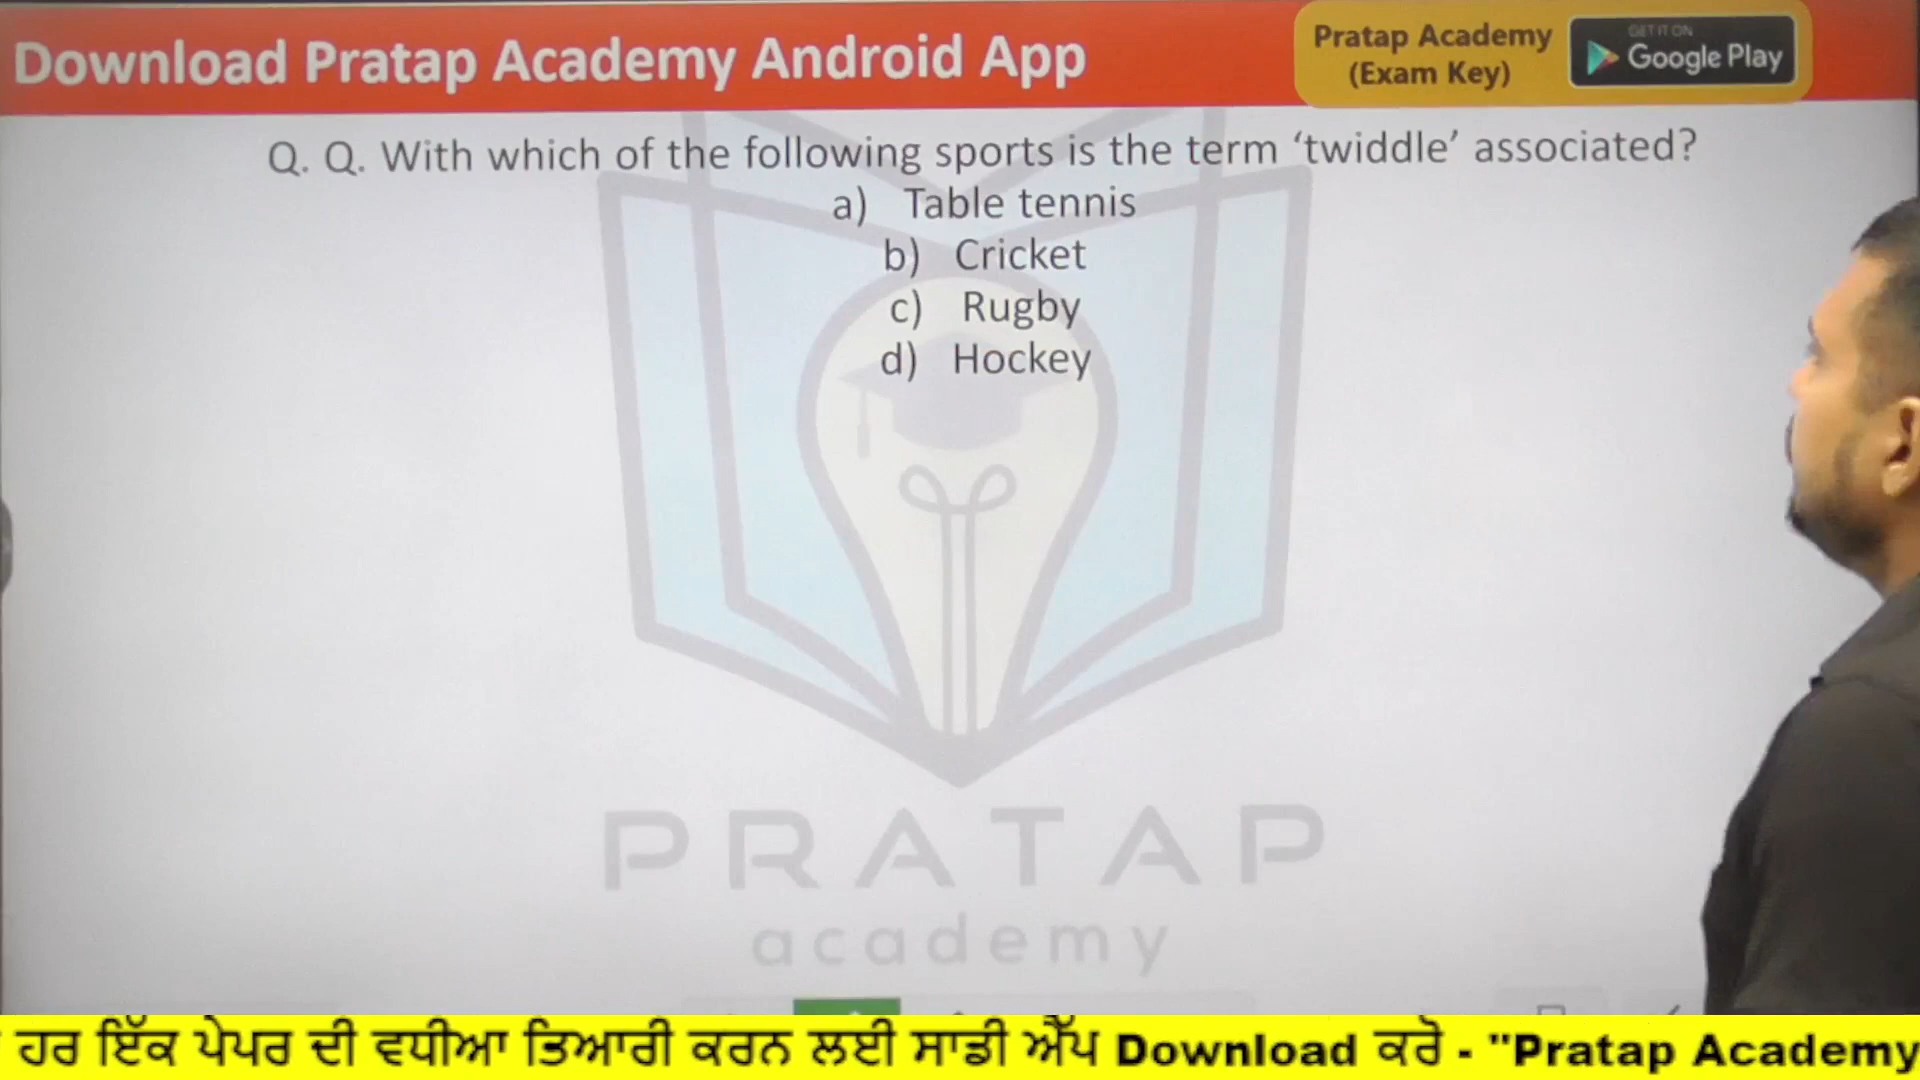 Download Pratap Academy Android App
Pratap Academy
(Exam Key)
GET IT ON
Google Play
Q. Q. With which of the following sports is the term ‘twiddle’ associated?
a) Table tennis
b) Cricket
c) Rugby
d) Hockey
PRATAP
academy
ਹਰ ਇੱਕ ਪੇਪਰ ਦੀ ਵਧੀਆ ਤਿਆਰੀ ਕਰਨ ਲਈ ਸਾਡੀ ਐੱਪ Download ਕਰੋ - "Pratap Academy